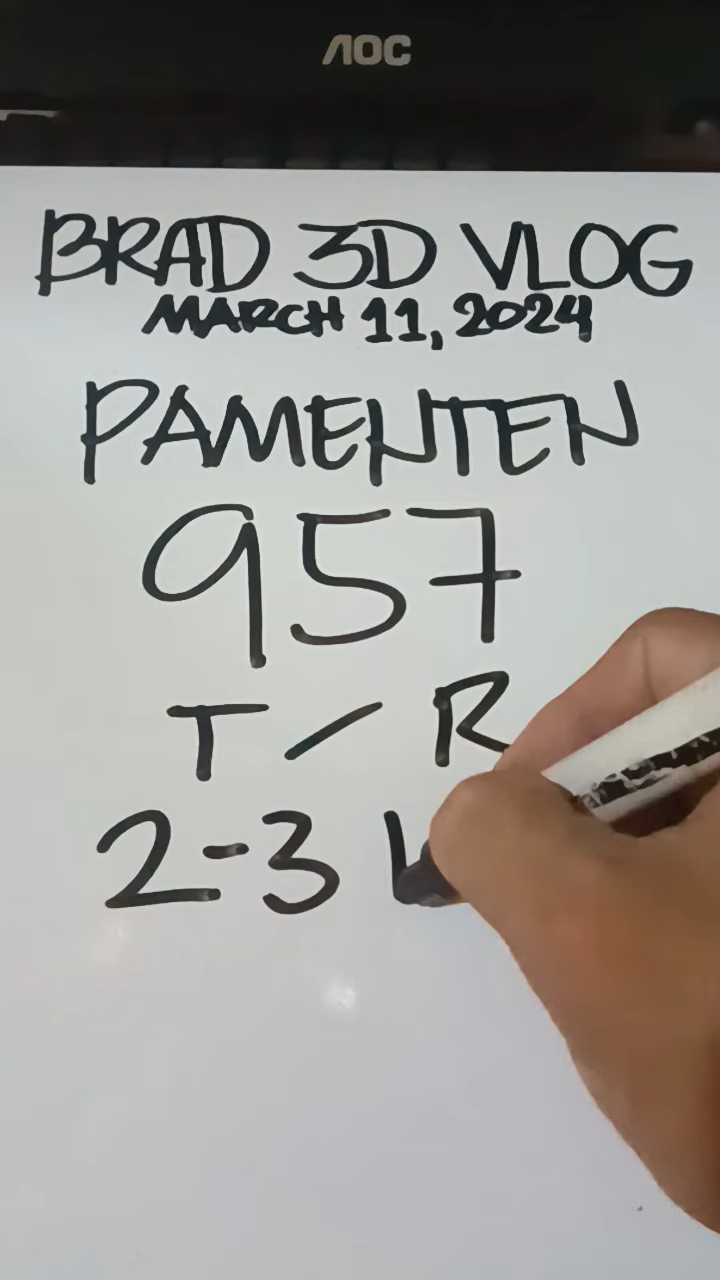 AOC
BRAD 3D VLOG
MARCH 11, 2024
PAMENTEN
957
T / R
2-3